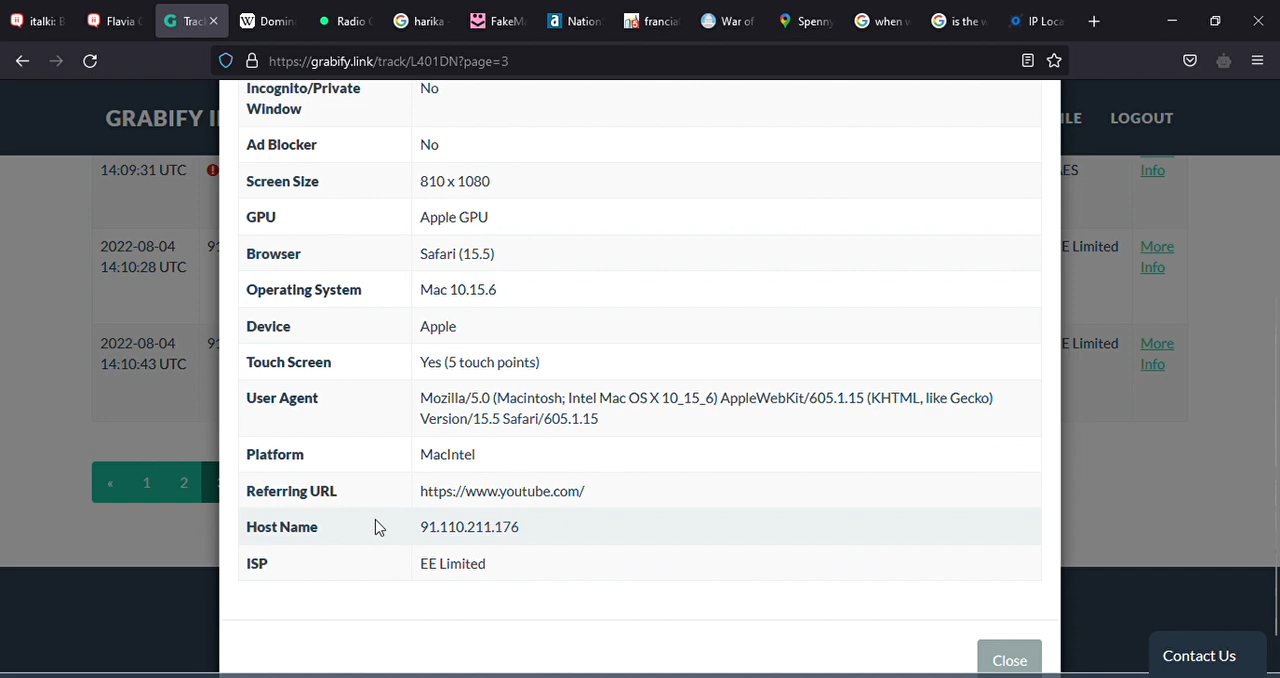 italki: B
Flavia C
Trac
Domin
Radio G
harika
FakeMa
Nation
franciat
War of
Spenny
when w
is the w
IP Loca
https://grabify.link/track/L401DN?page=3
GRABIFY I
ILE LOGOUT
Incognito/Private Window No
Ad Blocker No
Screen Size 810 x 1080
GPU Apple GPU
Browser Safari (15.5)
Operating System Mac 10.15.6
Device Apple
Touch Screen Yes (5 touch points)
User Agent Mozilla/5.0 (Macintosh; Intel Mac OS X 10_15_6) AppleWebKit/605.1.15 (KHTML, like Gecko)
Version/15.5 Safari/605.1.15
Platform MacIntel
Referring URL https://www.youtube.com/
Host Name 91.110.211.176
ISP EE Limited
14:09:31 UTC
ES
Info
2022-08-04
14:10:28 UTC
91
E Limited
More
Info
2022-08-04
14:10:43 UTC
91
E Limited
More
Info
« 1 2
Close
Contact Us